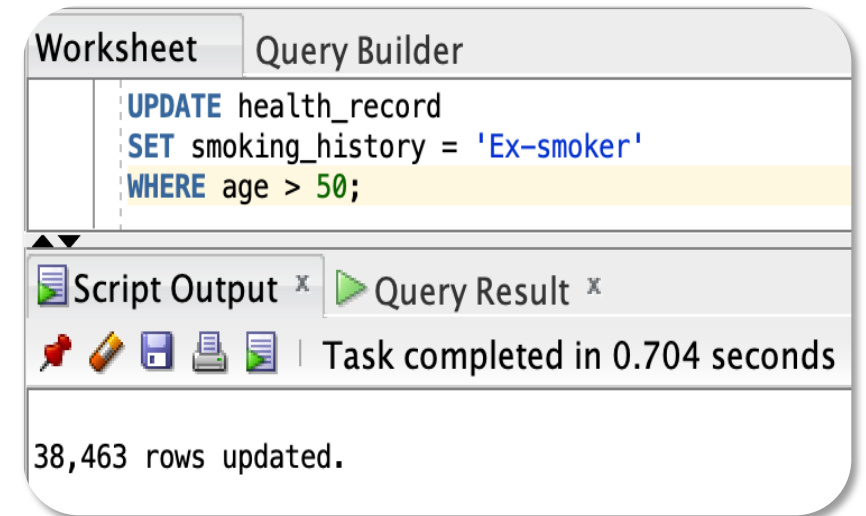 Worksheet Query Builder
UPDATE health_record
SET smoking_history = 'Ex-smoker'
WHERE age > 50;
Script Output x Query Result x
Task completed in 0.704 seconds
38,463 rows updated.